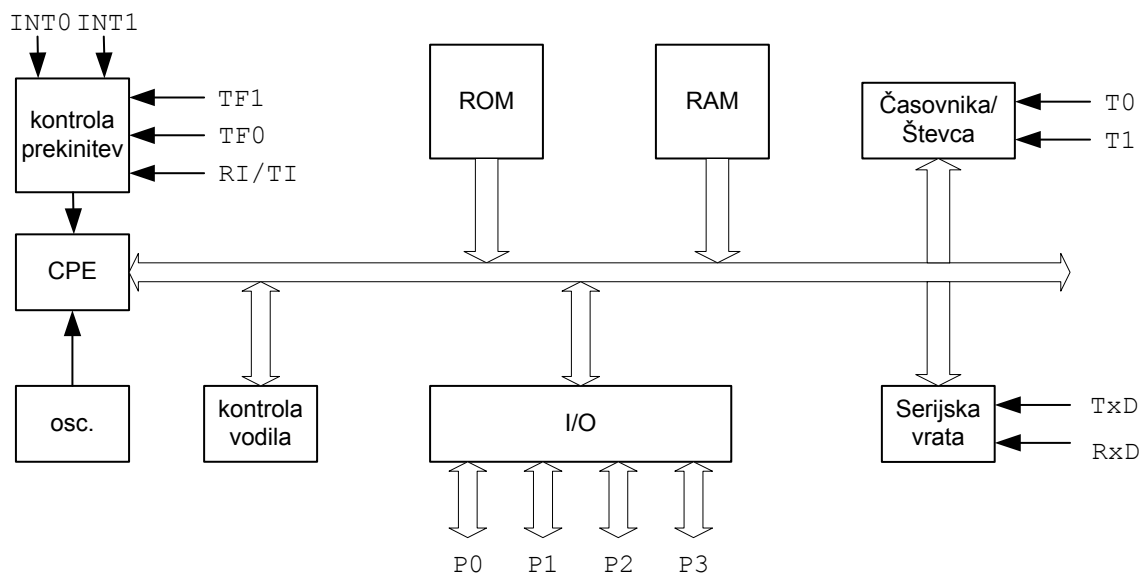 INT0 INT1
kontrola
prekinitev
TF1
TF0
RI/TI
ROM
RAM
Časovnika/
Števca
T0
T1
CPE
osc.
kontrola
vodila
I/O
Serijska
vrata
TxD
RxD
P0 P1 P2 P3